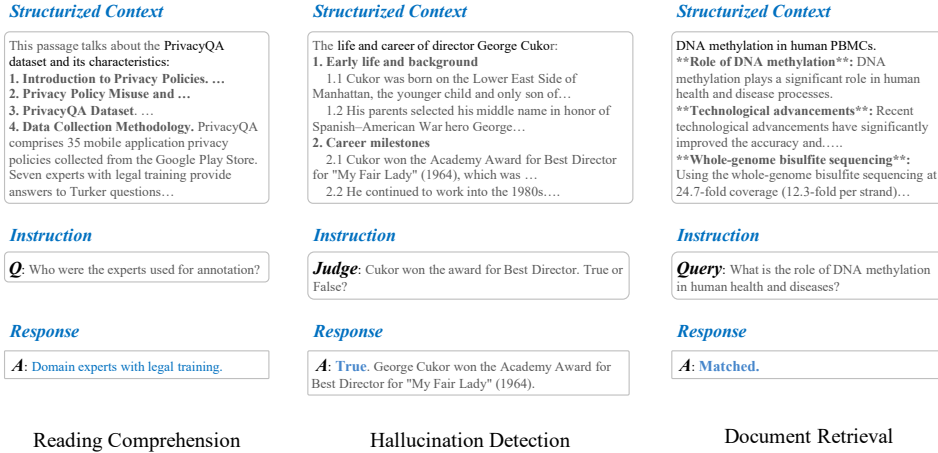 Structurized Context
This passage talks about the PrivacyQA
dataset and its characteristics:
1. Introduction to Privacy Policies. …
2. Privacy Policy Misuse and …
3. PrivacyQA Dataset. …
4. Data Collection Methodology. PrivacyQA
comprises 35 mobile application privacy
policies collected from the Google Play Store.
Seven experts with legal training provide
answers to Turker questions…
Instruction
Q: Who were the experts used for annotation?
Response
A: Domain experts with legal training.
Reading Comprehension
Structurized Context
The life and career of director George Cukor:
1. Early life and background
1.1 Cukor was born on the Lower East Side of
Manhattan, the younger child and only son of…
1.2 His parents selected his middle name in honor of
Spanish–American War hero George…
2. Career milestones
2.1 Cukor won the Academy Award for Best Director
for "My Fair Lady" (1964), which was …
2.2 He continued to work into the 1980s….
Instruction
Judge: Cukor won the award for Best Director. True or
False?
Response
A: True. George Cukor won the Academy Award for
Best Director for "My Fair Lady" (1964).
Hallucination Detection
Structurized Context
DNA methylation in human PBMCs.
**Role of DNA methylation**: DNA
methylation plays a significant role in human
health and disease processes.
**Technological advancements**: Recent
technological advancements have significantly
improved the accuracy and…..
**Whole-genome bisulfite sequencing**:
Using the whole-genome bisulfite sequencing at
24.7-fold coverage (12.3-fold per strand)…
Instruction
Query: What is the role of DNA methylation
in human health and diseases?
Response
A: Matched.
Document Retrieval